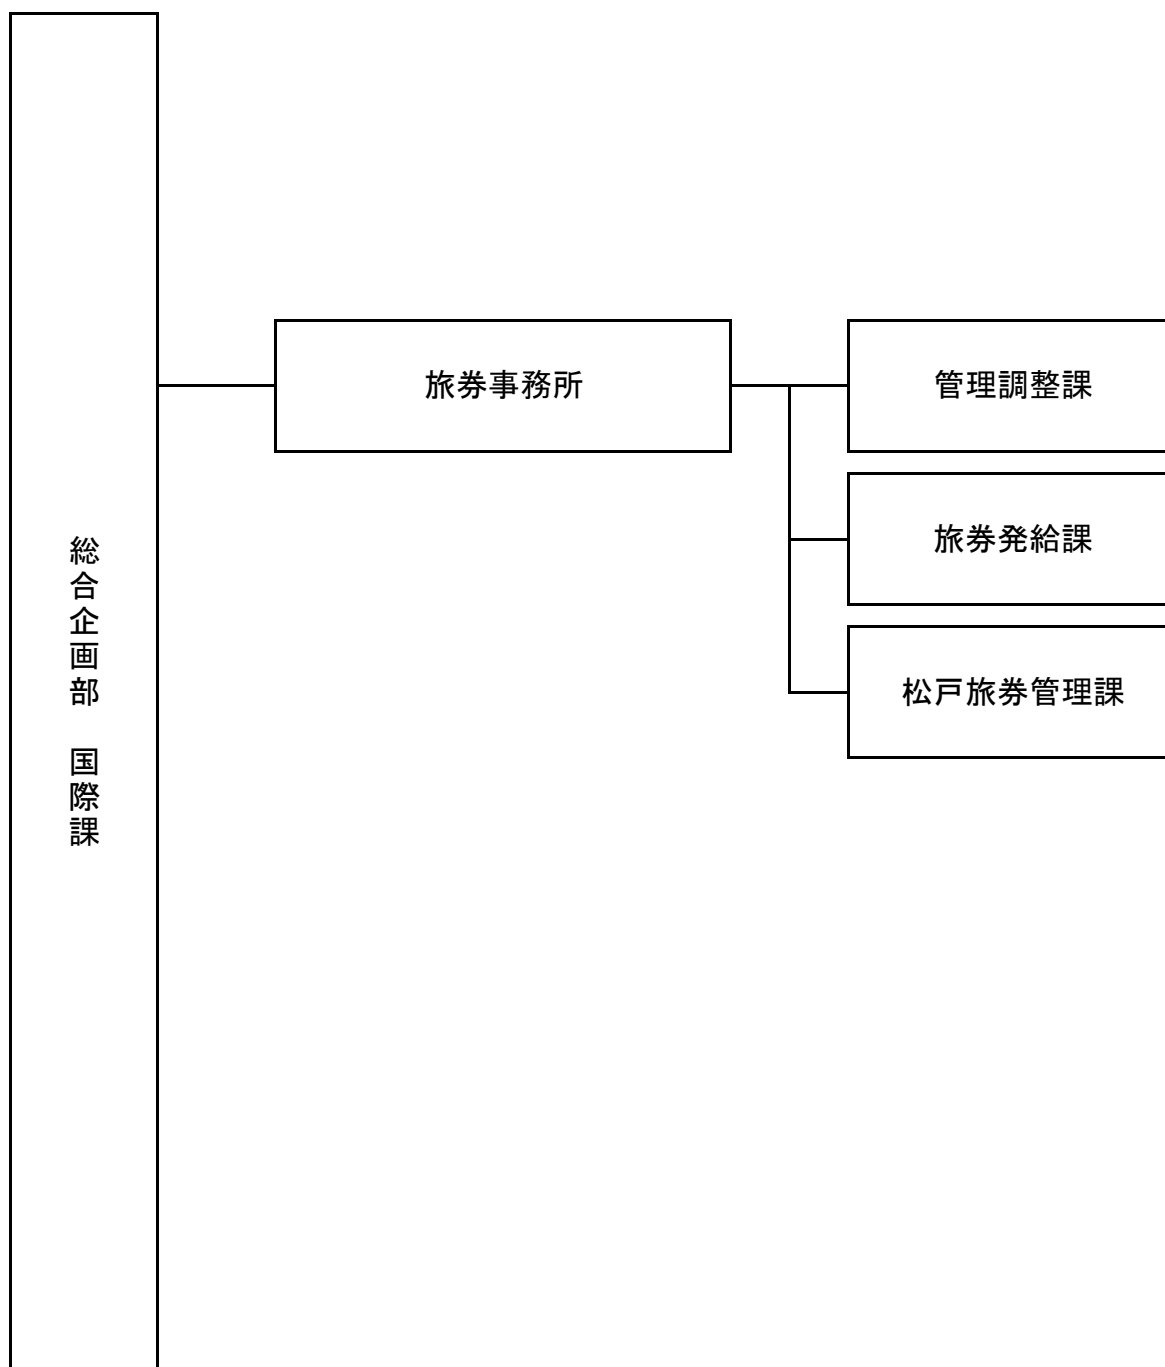 総合企画部　国際課
旅券事務所
管理調整課
旅券発給課
松戸旅券管理課